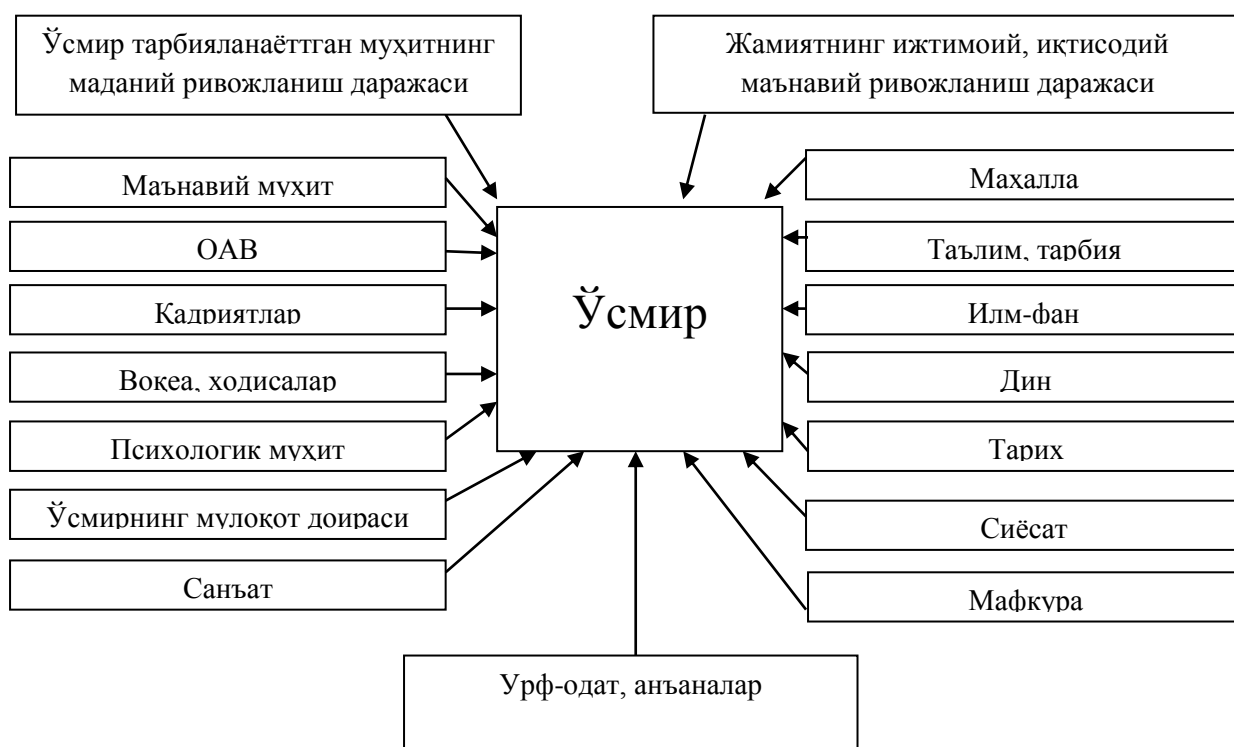 Ўсмир тарбияланаёттган муҳитнинг
маданий ривожланиш даражаси
Жамиятнинг ижтимоий, иқтисодий
маънавий ривожланиш даражаси
Маънавий муҳит
ОАВ
Қадриятлар
Воқеа, ходисалар
Психологик муҳит
Ўсмирнинг мулоқот доираси
Санъат
Ўсмир
Маҳалла
Таълим, тарбия
Илм-фан
Дин
Тарих
Сиёсат
Мафкура
Урф-одат, анъаналар